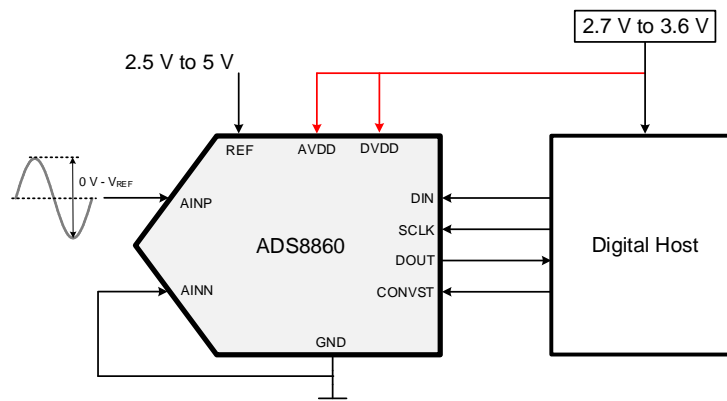 2.7 V to 3.6 V
2.5 V to 5 V
REF
AVDD
DVDD
0 V - VREF
AINP
DIN
SCLK
ADS8860
DOUT
Digital Host
AINN
CONVST
GND